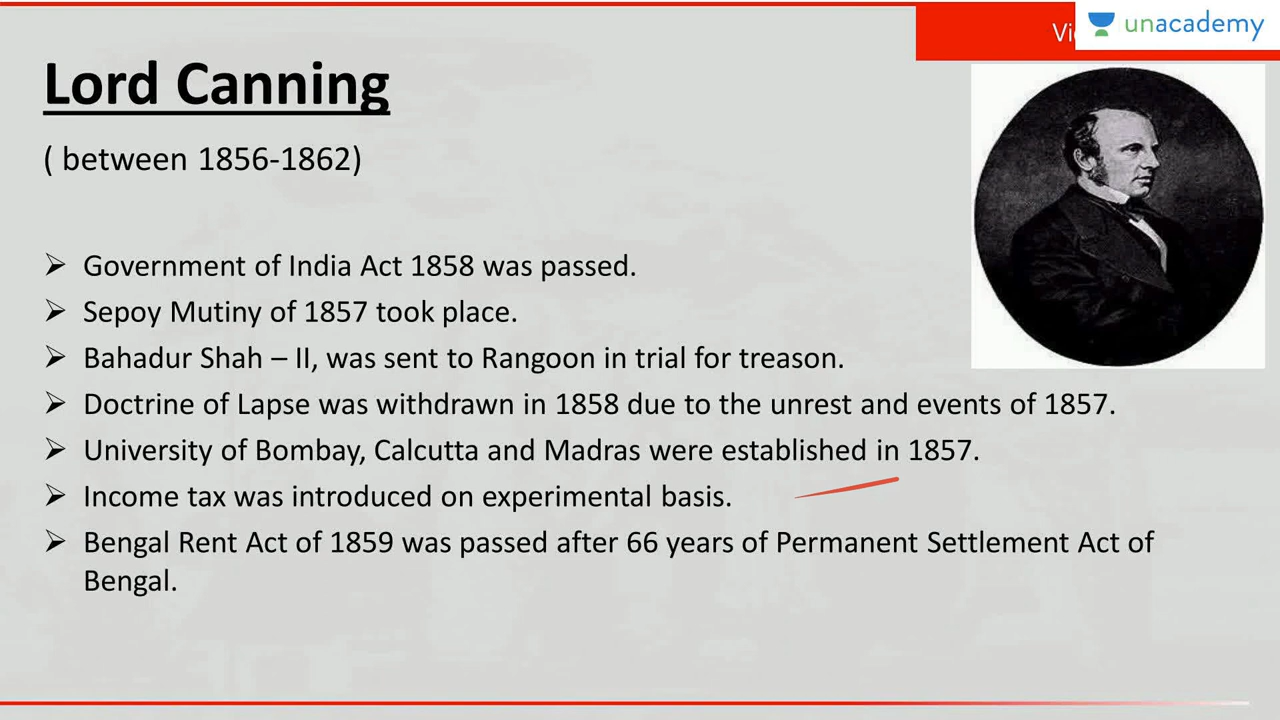 Vi
unacademy
Lord Canning
( between 1856-1862)
➢ Government of India Act 1858 was passed.
➢ Sepoy Mutiny of 1857 took place.
➢ Bahadur Shah – II, was sent to Rangoon in trial for treason.
➢ Doctrine of Lapse was withdrawn in 1858 due to the unrest and events of 1857.
➢ University of Bombay, Calcutta and Madras were established in 1857.
➢ Income tax was introduced on experimental basis.
➢ Bengal Rent Act of 1859 was passed after 66 years of Permanent Settlement Act of
Bengal.